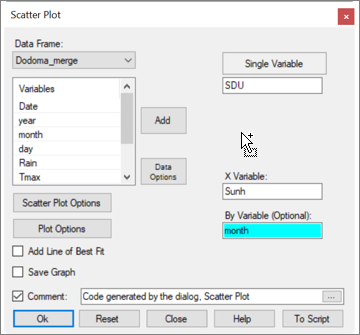 Scatter Plot
Data Frame:
Dodoma_merge
Single Variable
SDU
Variables
Date
year
month
day
Rain
Tmax
Add
Data
Options
X Variable:
Sunh
Scatter Plot Options
By Variable (Optional):
month
Plot Options
Add Line of Best Fit
Save Graph
Comment: Code generated by the dialog, Scatter Plot ...
Ok Reset Close Help To Script